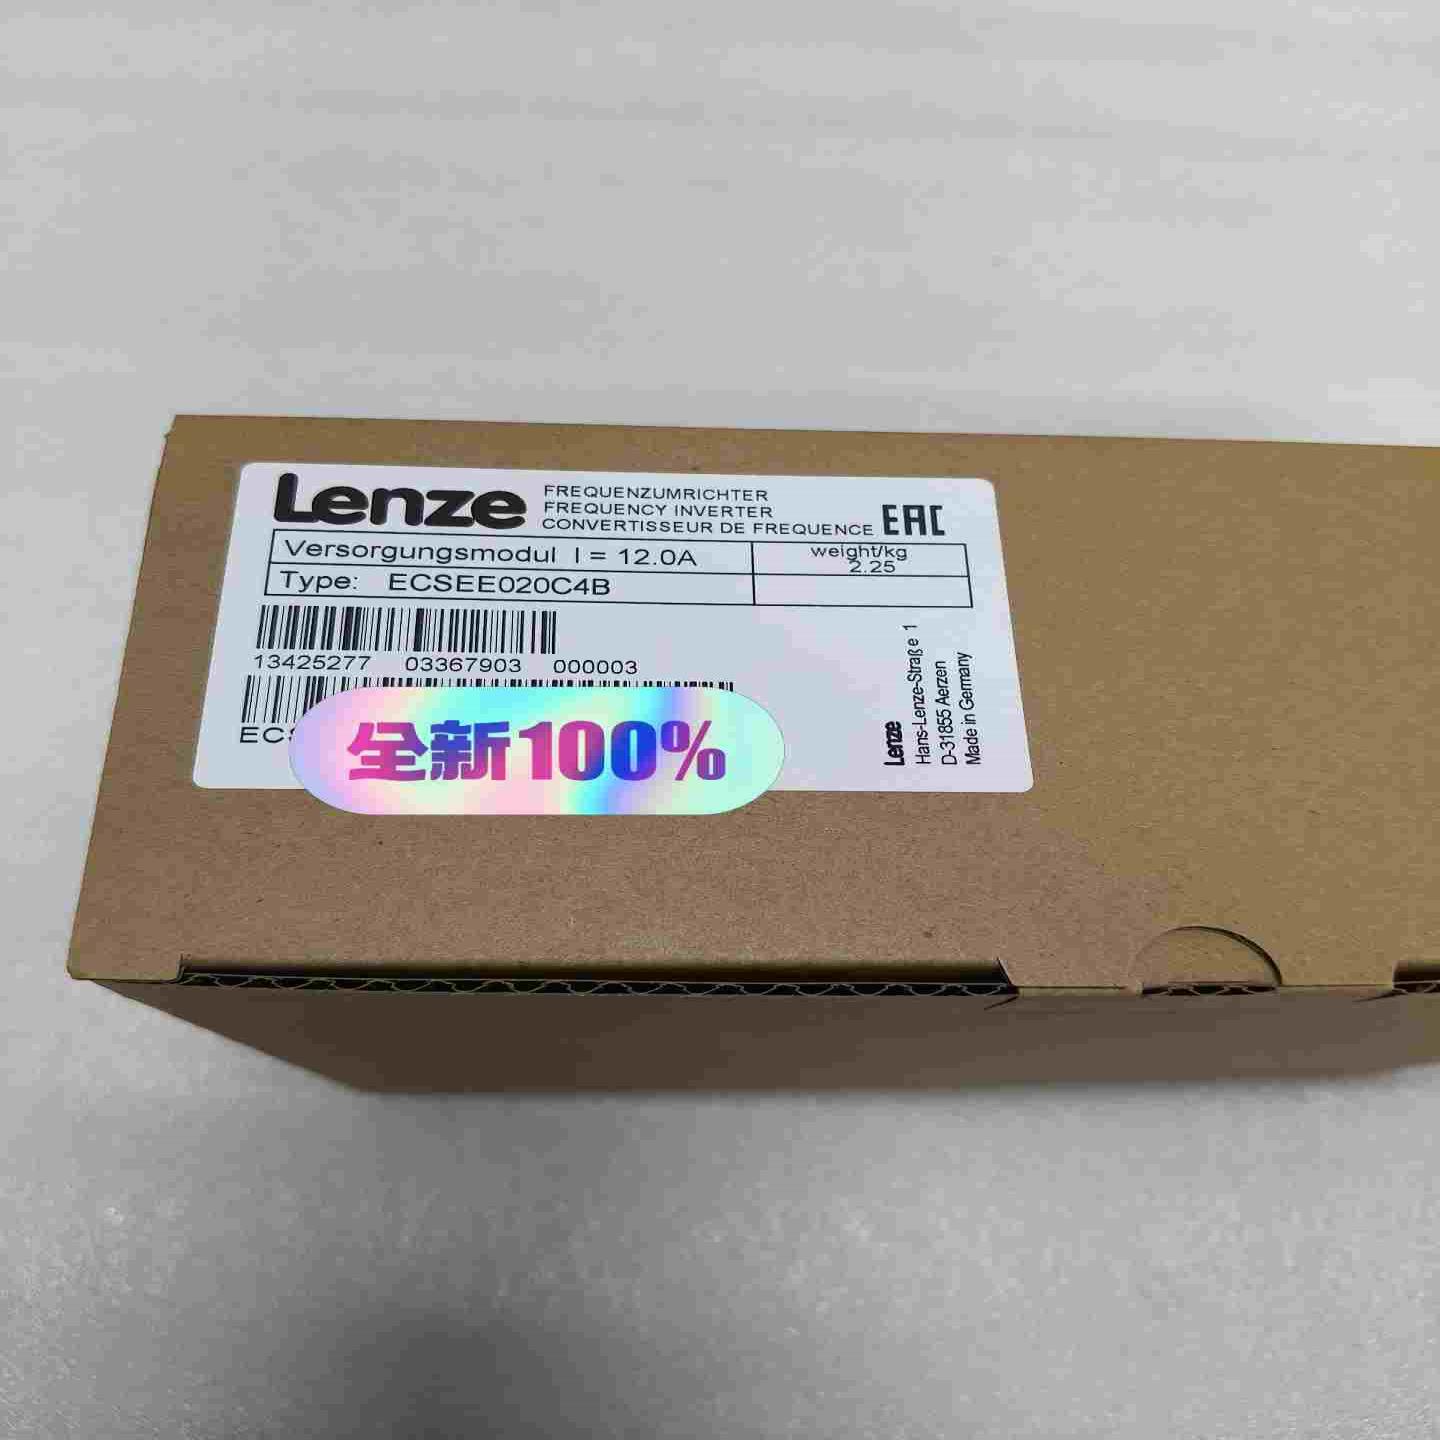 Lenze
FREQUENZUMRICHTER
FREQUENCY INVERTER
CONVERTISSEUR DE FREQUENCE
EAC
Versorgungsmodul I = 12.0A
weight/kg
2.25
Type: ECSEE020C4B
13425277 03367903 000003
全新100%
Lenze
Hans-Lenze-Straße 1
D-31855 Aerzen
Made in Germany